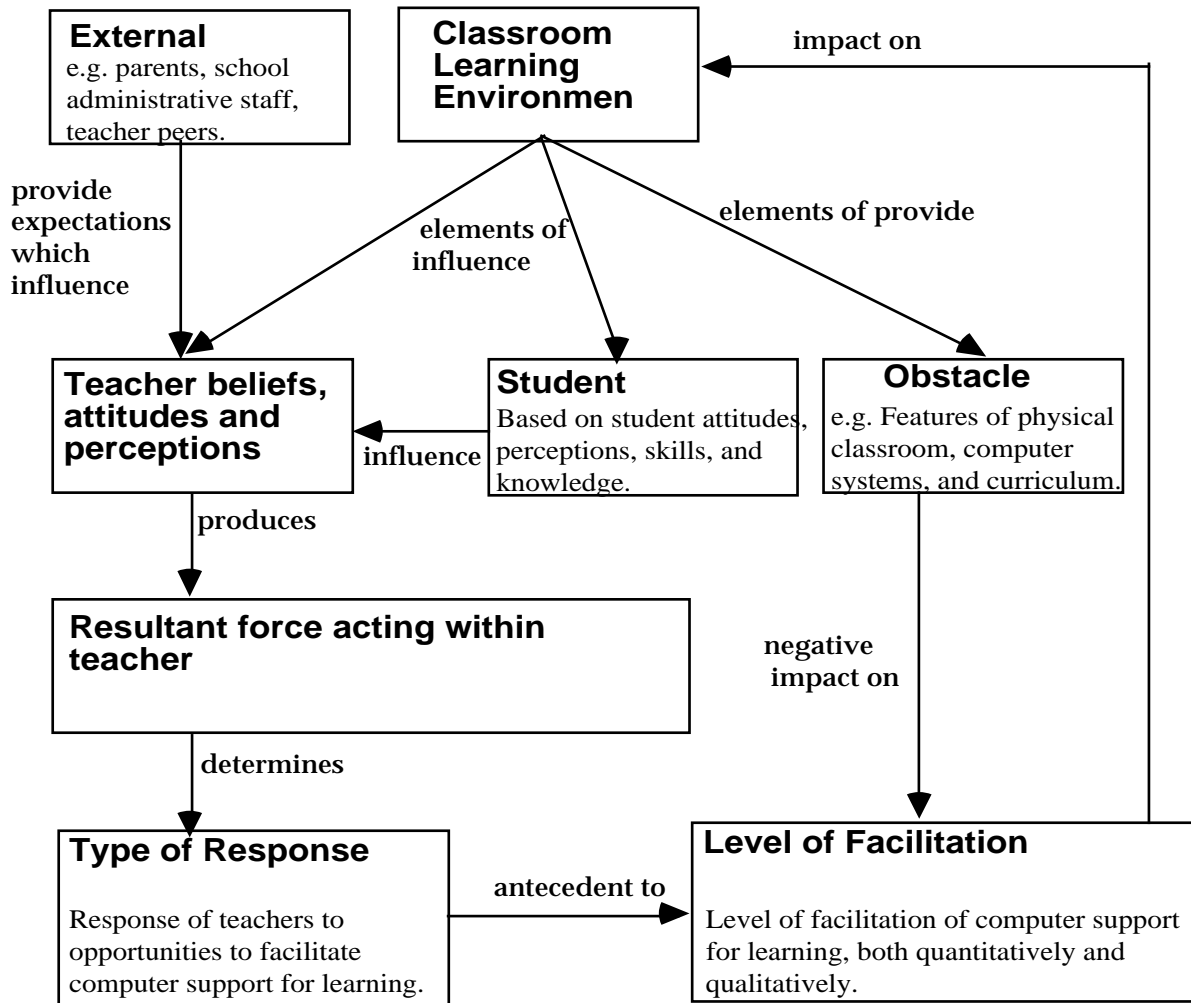 External
e.g. parents, school
administrative staff,
teacher peers.
Classroom
Learning
Environmen
impact on
provide
expectations
which
influence
elements of
influence
elements of provide
Teacher beliefs,
attitudes and
perceptions
influence
Student
Based on student attitudes,
perceptions, skills, and
knowledge.
Obstacle
e.g. Features of physical
classroom, computer
systems, and curriculum.
produces
Resultant force acting within
teacher
negative
impact on
determines
Type of Response
Response of teachers to
opportunities to facilitate
computer support for learning.
antecedent to
Level of Facilitation
Level of facilitation of computer support
for learning, both quantitatively and
qualitatively.